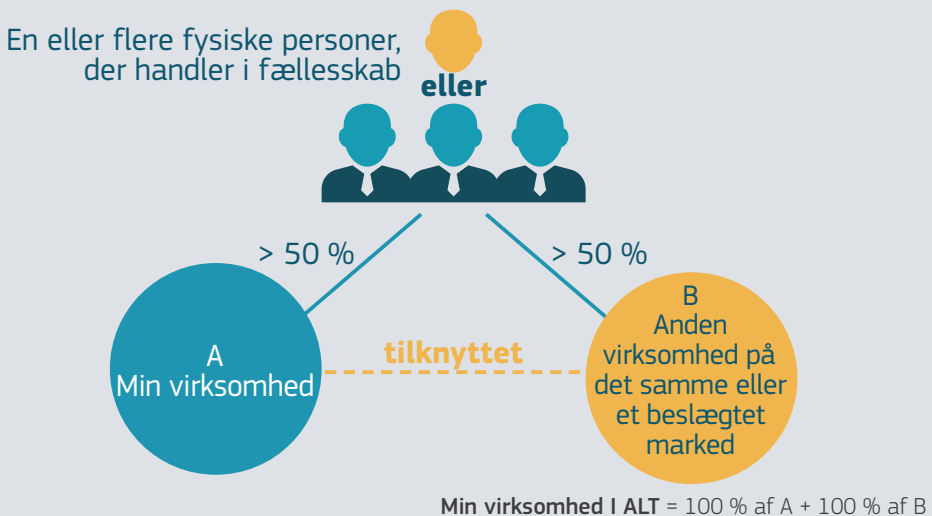 En eller flere fysiske personer,
der handler i fællesskab
eller
> 50 %
> 50 %
A
Min virksomhed
tilknyttet
B
Anden
virksomhed på
det samme eller
et beslægtet
marked
Min virksomhed I ALT = 100 % af A + 100 % af B